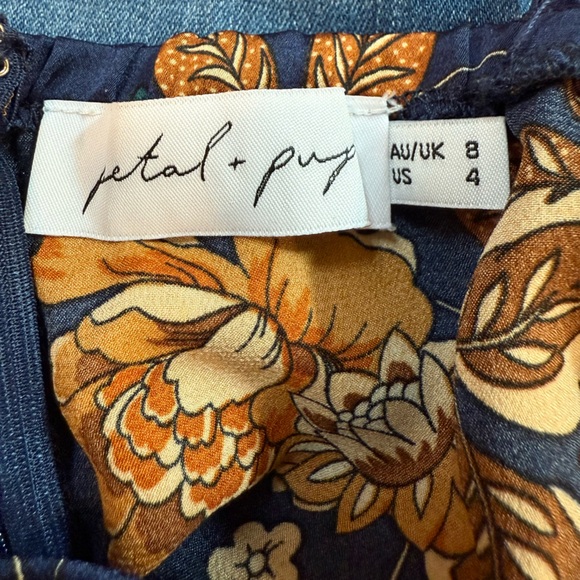 petal + pup
AU/UK 8
US 4